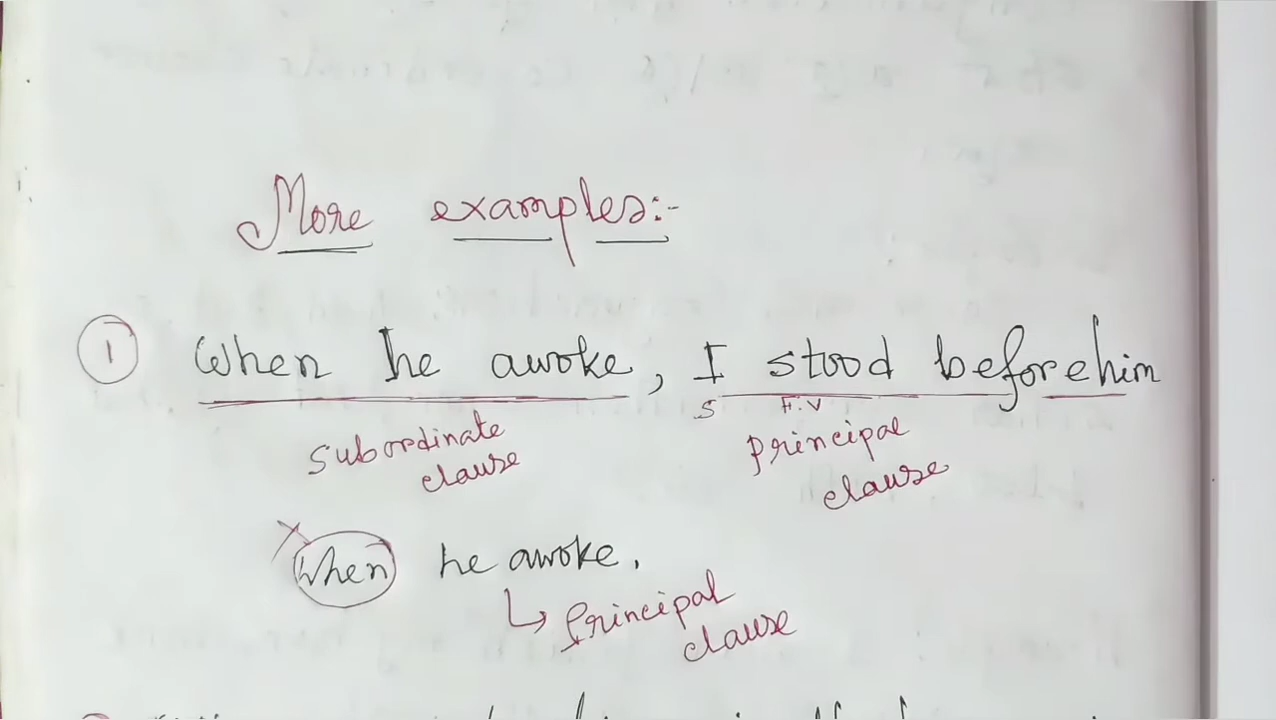 More examples:-
① When he awoke, I stood before him
S F.V
subordinate clause
principal clause
When he awoke.
↳ principal clause